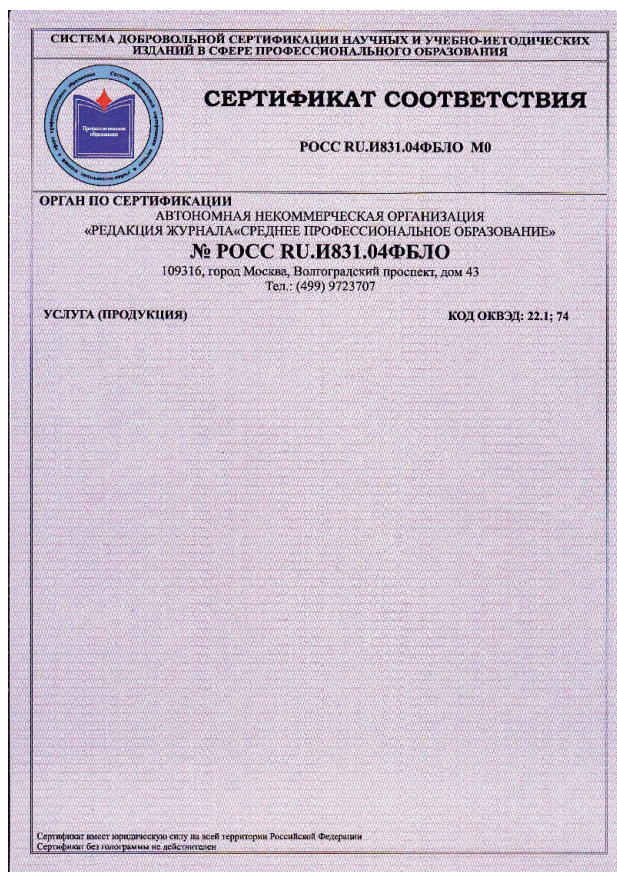 СИСТЕМА ДОБРОВОЛЬНОЙ СЕРТИФИКАЦИИ НАУЧНЫХ И УЧЕБНО-ИЕТОДИЧЕСКИХ
ИЗДАНИЙ В СФЕРЕ ПРОФЕССИОНАЛЬНОГО ОБРАЗОВАНИЯ
Профессиональное
образование
СЕРТИФИКАТ СООТВЕТСТВИЯ
РОСС RU.И831.04ФБЛО М0
ОРГАН ПО СЕРТИФИКАЦИИ
АВТОНОМНАЯ НЕКОММЕРЧЕСКАЯ ОРГАНИЗАЦИЯ
«РЕДАКЦИЯ ЖУРНАЛА«СРЕДНЕЕ ПРОФЕССИОНАЛЬНОЕ ОБРАЗОВАНИЕ»
№ РОСС RU.И831.04ФБЛО
109316, город Москва, Волгоградский проспект, дом 43
Тел.: (499) 9723707
УСЛУГА (ПРОДУКЦИЯ) КОД ОКВЭД: 22.1; 74
Сертификат имеет юридическую силу на всей территории Российской Федерации
Сертификат без голограммы не действителен